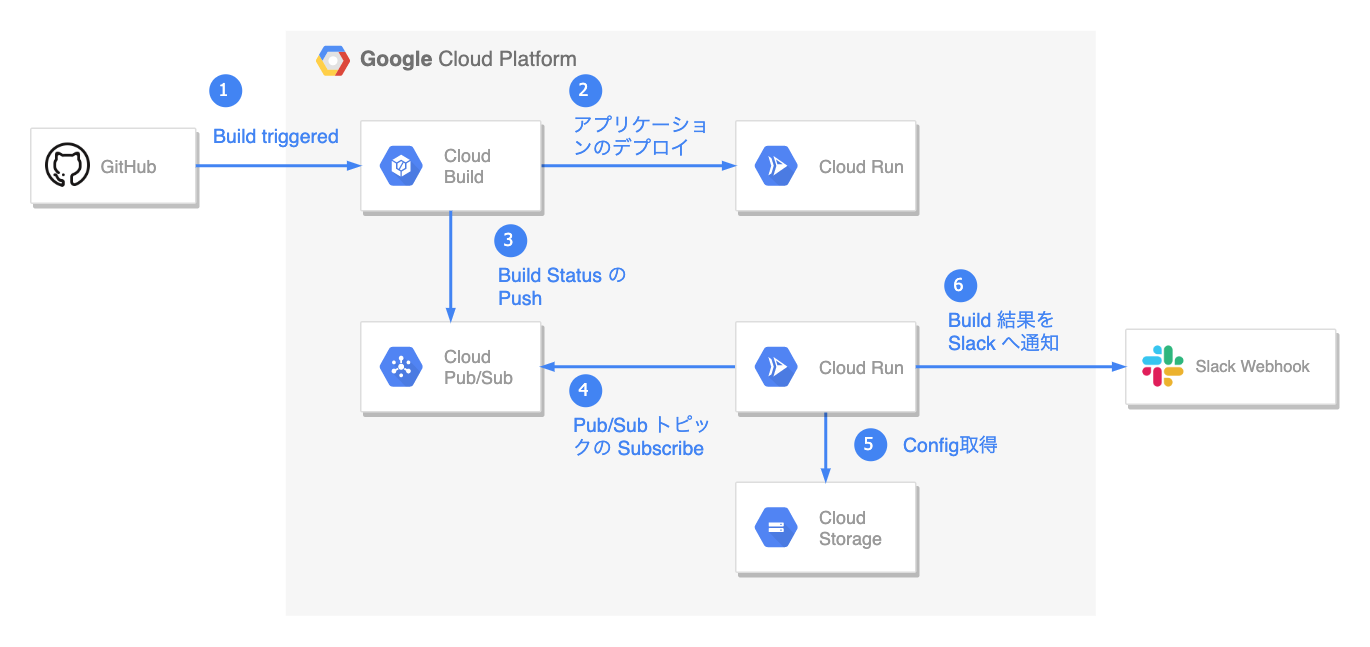 Google Cloud Platform
1
Build triggered
2
アプリケーショ
ンのデプロイ
GitHub
Cloud
Build
Cloud Run
3
Build Status の
Push
Cloud
Pub/Sub
4
Pub/Sub トピッ
クの Subscribe
Cloud Run
6
Build 結果を
Slack へ通知
Slack Webhook
5
Config取得
Cloud
Storage